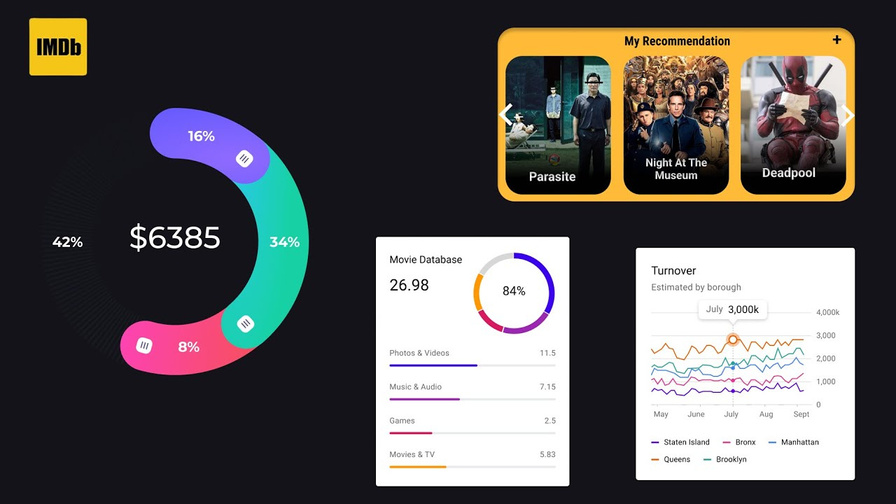 IMDb
16%
34%
42%
$6385
8%
My Recommendation +
Parasite
Night At The
Museum
Deadpool
Movie Database
26.98
84%
Photos & Videos 11.5
Music & Audio 7.15
Games 2.5
Movies & TV 5.83
Turnover
Estimated by borough
July 3,000k
4,000k
3,000
2,000
1,000
0
May June July Aug Sept
Staten Island Bronx Manhattan
Queens Brooklyn